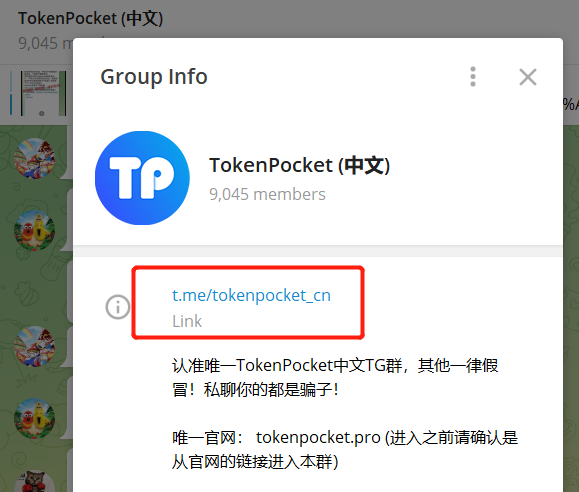 TokenPocket (中文)
9,045 members
Group Info
TP
TokenPocket (中文)
9,045 members
t.me/tokenpocket_cn
Link
认准唯一TokenPocket中文TG群，其他一律假
冒！私聊你的都是骗子！
唯一官网： tokenpocket.pro (进入之前请确认是
从官网的链接进入本群)